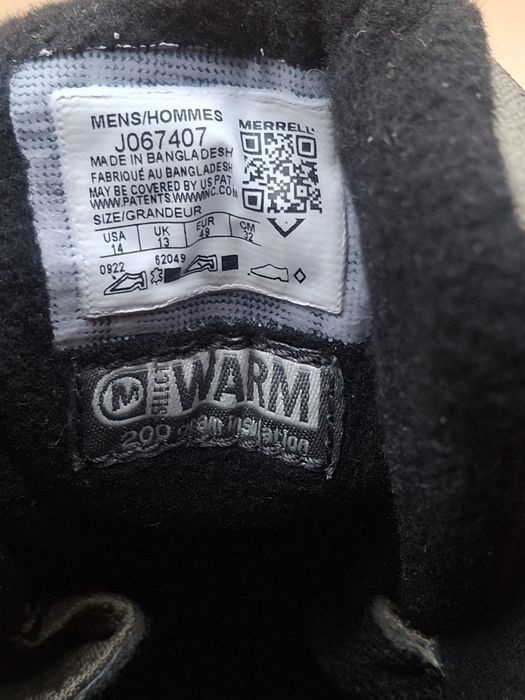 MENS/HOMMES
J067407
MERRELL
MADE IN BANGLADESH
FABRIQUÉ AU BANGLADESH
MAY BE COVERED BY US PAT
WWW.PATENTS.WWWINC.COM
SIZE/GRANDEUR
USA UK EUR CM
14 13 49 32
0922 62049
M SELECT WARM
200 gram insulation